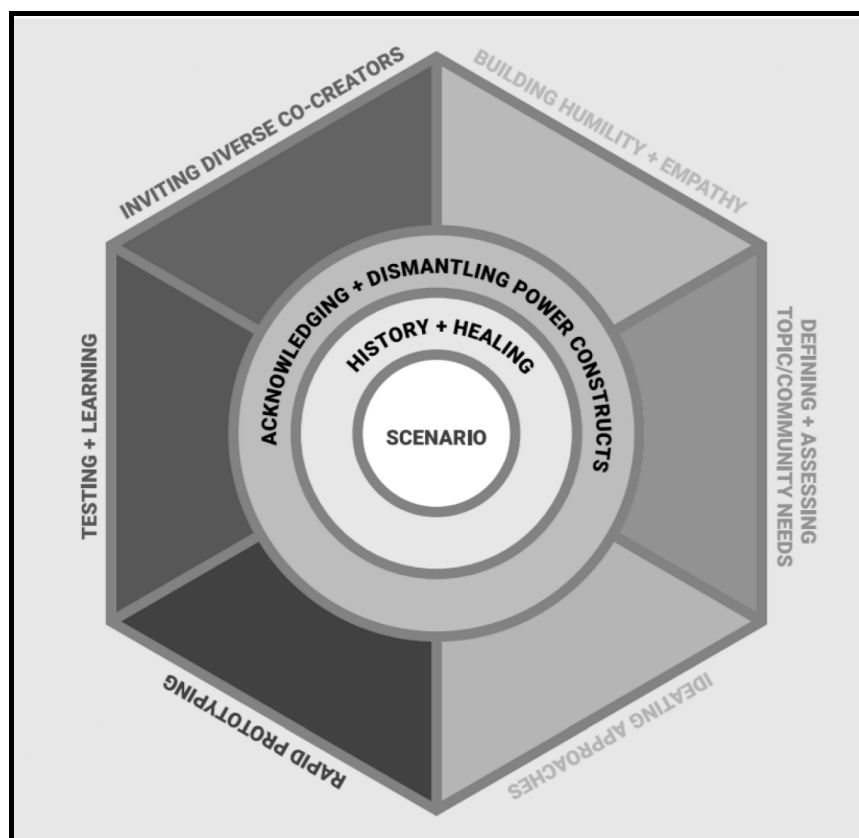 INVITING DIVERSE CO-CREATORS
BUILDING HUMILITY + EMPATHY
DEFINING + ASSESSING
TOPIC/COMMUNITY NEEDS
IDEATING APPROACHES
RAPID PROTOTYPING
TESTING + LEARNING
ACKNOWLEDGING + DISMANTLING POWER CONSTRUCTS
HISTORY + HEALING
SCENARIO